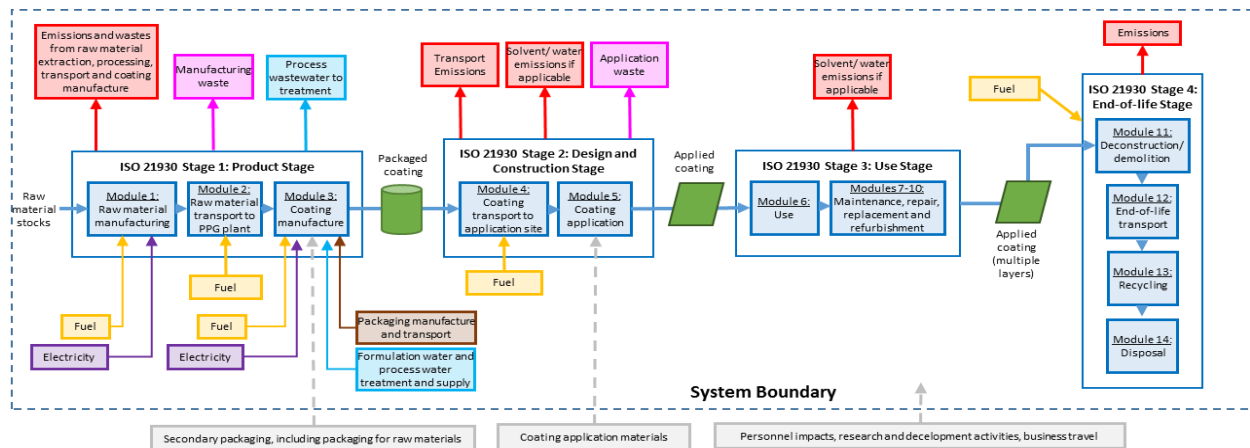 Emissions and wastes
from raw material
extraction, processing,
transport and coating
manufacture
Manufacturing
waste
Process
wastewater to
treatment
Transport
Emissions
Solvent/ water
emissions if
applicable
Application
waste
Solvent/ water
emissions if
applicable
Emissions
Fuel
ISO 21930 Stage 1: Product Stage
Raw
material
stocks
Module 1:
Raw material
manufacturing
Module 2:
Raw material
transport to
PPG plant
Module 3:
Coating
manufacture
Packaged
coating
ISO 21930 Stage 2: Design and
Construction Stage
Module 4:
Coating
transport to
application site
Module 5:
Coating
application
Applied
coating
ISO 21930 Stage 3: Use Stage
Module 6:
Use
Modules 7-10:
Maintenance, repair,
replacement and
refurbishment
Applied
coating
(multiple
layers)
ISO 21930 Stage 4:
End-of-life Stage
Module 11:
Deconstruction/
demolition
Module 12:
End-of-life
transport
Module 13:
Recycling
Module 14:
Disposal
Fuel
Electricity
Fuel
Fuel
Electricity
Packaging manufacture
and transport
Formulation water and
process water
treatment and supply
Fuel
System Boundary
Secondary packaging, including packaging for raw materials
Coating application materials
Personnel impacts, research and decelopment activities, business travel